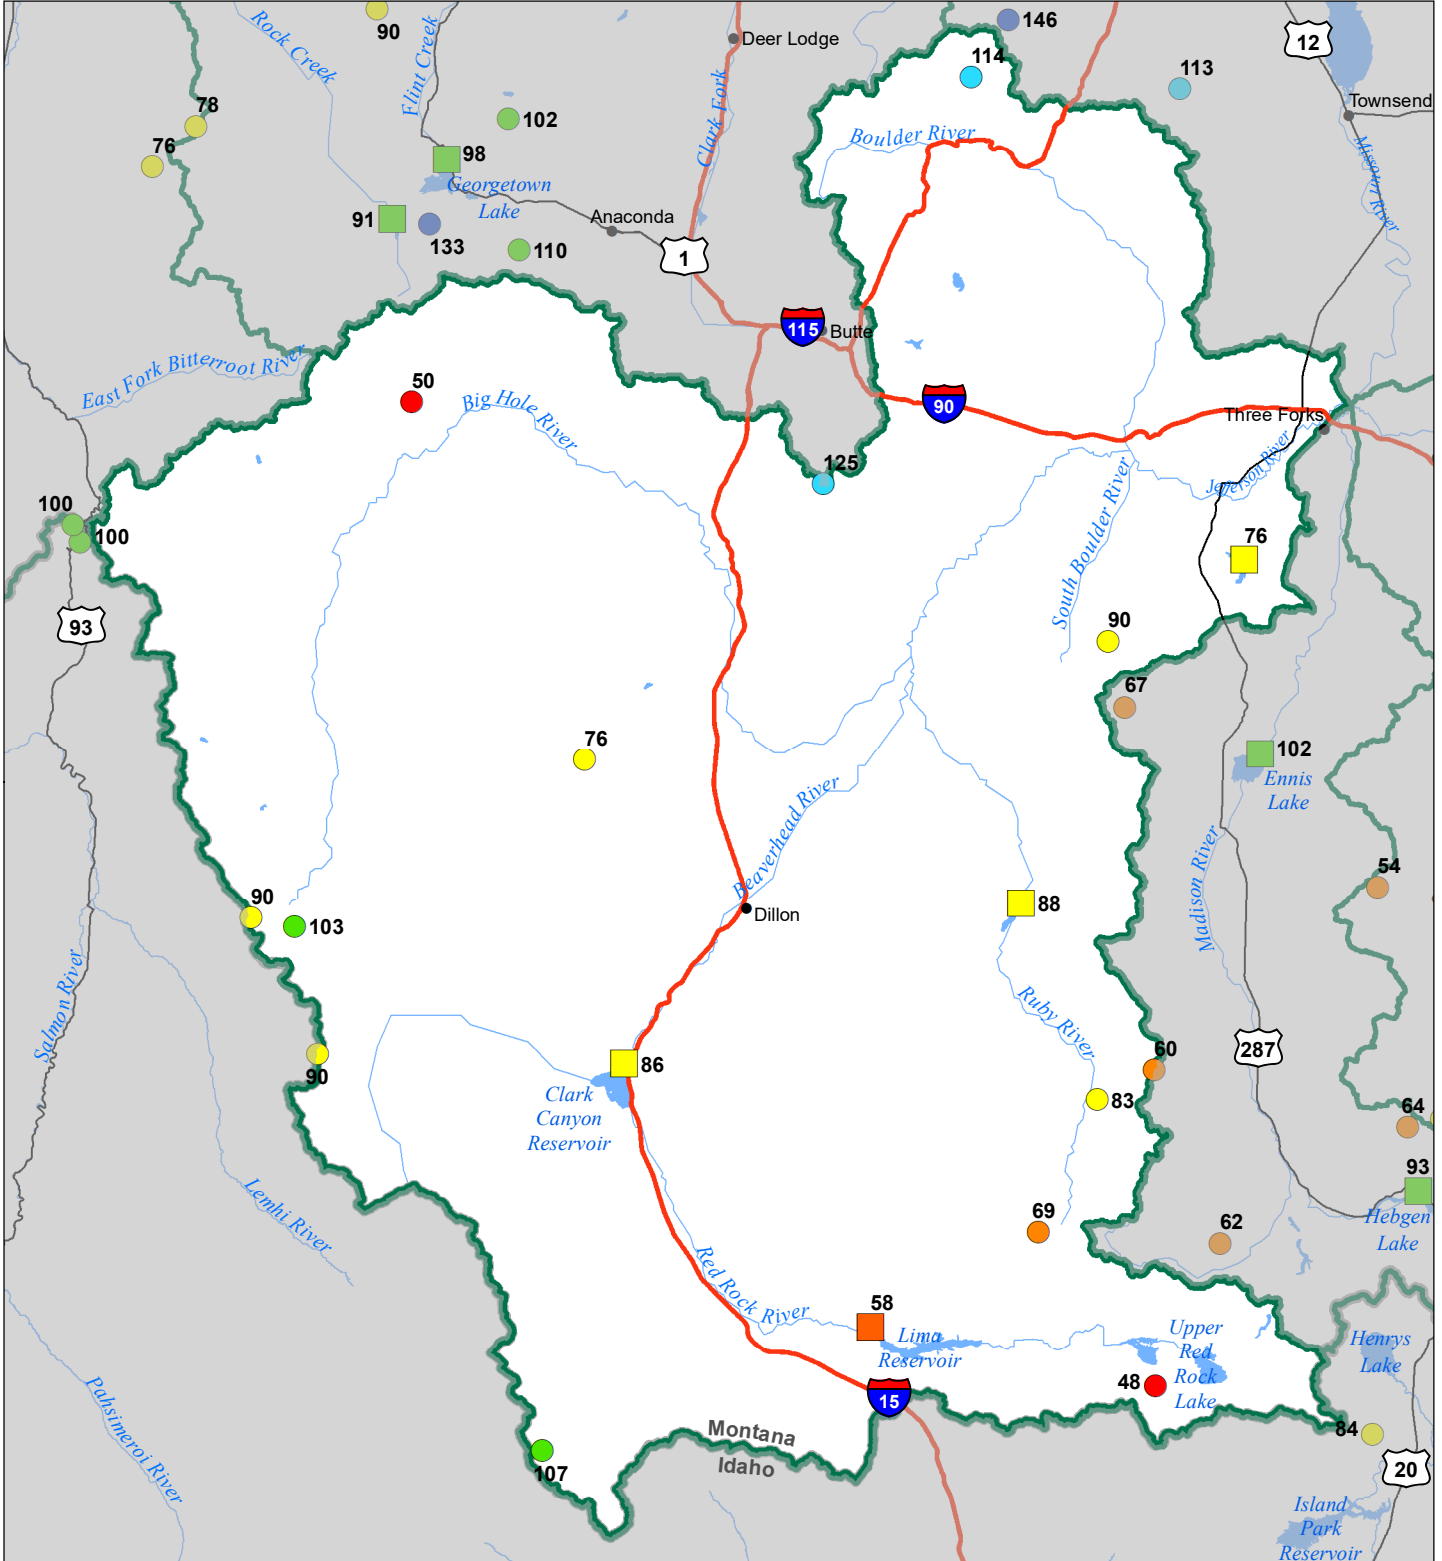 90
146
12
Deer Lodge
114
113
Rock Creek
Flint Creek
Clark Fork
78
102
Townsend
76
98
Boulder River
Missouri River
Georgetown
Lake
91
133
110
Anaconda
1
115
Butte
East Fork Bitterroot River
50
Big Hole River
90
Three Forks
Jefferson River
125
South Boulder River
100
100
76
93
90
67
76
102
Ennis
Lake
Beaverhead River
Madison River
54
90
103
Dillon
88
Salmon River
Ruby River
287
60
86
83
90
Clark
Canyon
Reservoir
64
93
Hebgen
Lake
Lemhi River
69
62
Red Rock River
58
Lima
Reservoir
Upper
Red
Rock
Lake
Henrys
Lake
48
15
84
Pahsimeroi River
Montana
Idaho
107
20
Island
Park
Reservoir